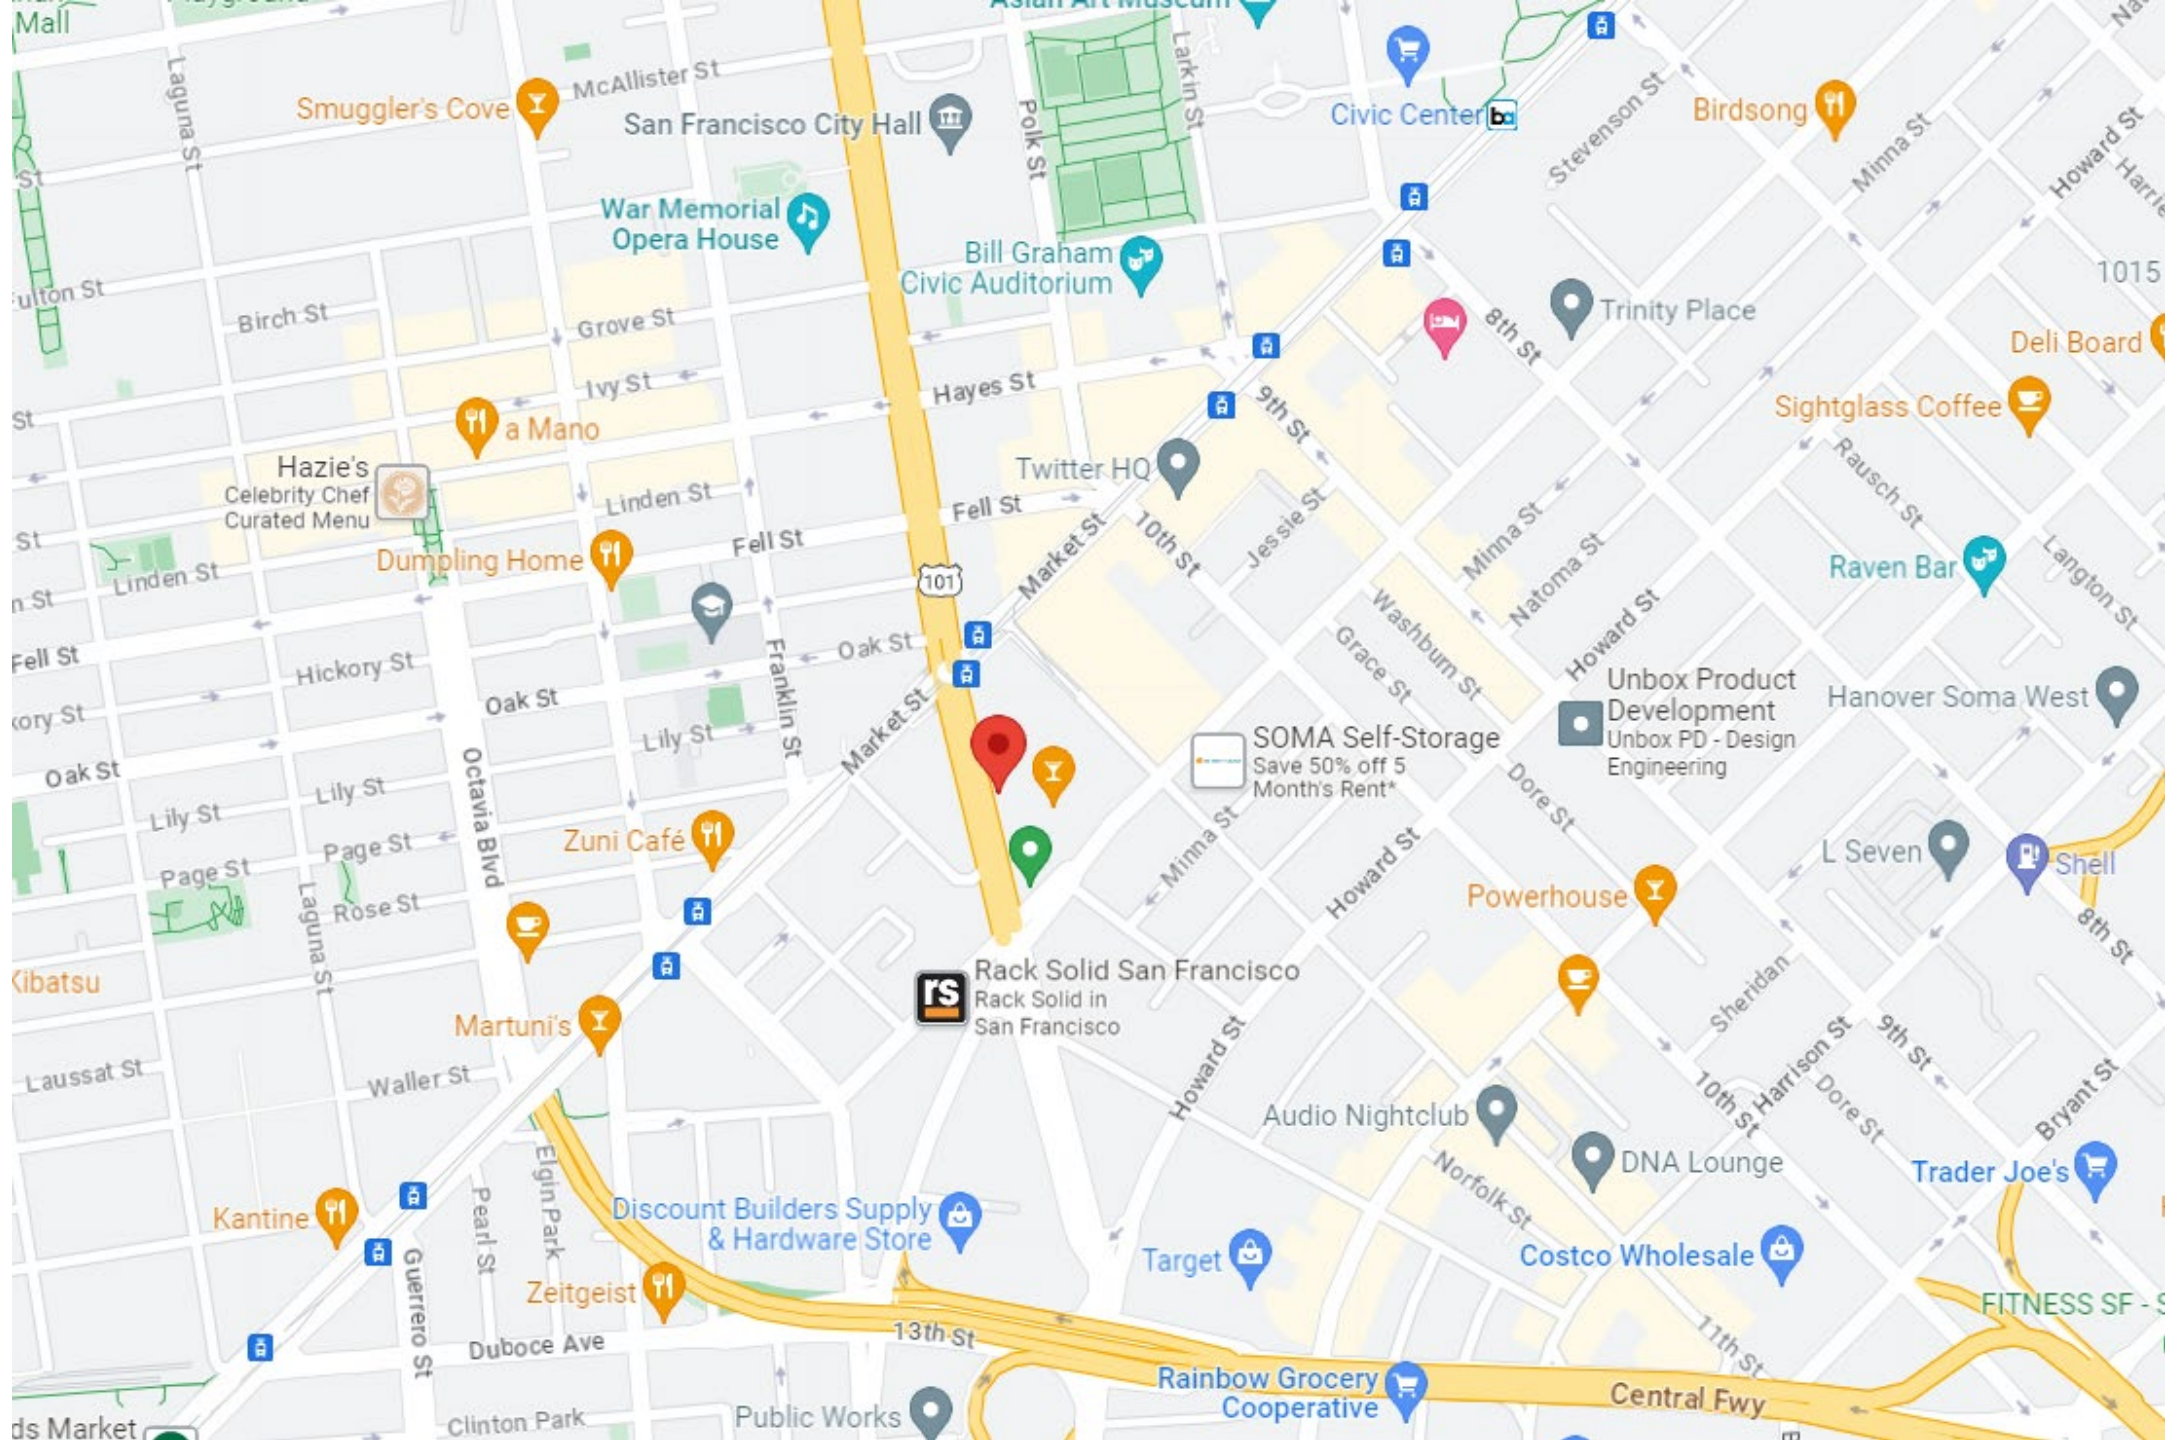 Mall
Asian Art Museum
Laguna St
McAllister St
Smuggler's Cove
San Francisco City Hall
Polk St
Larkin St
Civic Center
ba
Stevenson St
Birdsong
Minna St
Howard St
St
War Memorial
Opera House
Bill Graham
Civic Auditorium
Birch St
Grove St
8th St
Trinity Place
1015
Deli Board
Ivy St
Hayes St
9th St
Sightglass Coffee
St
a Mano
Hazie's
Celebrity Chef
Curated Menu
Linden St
Twitter HQ
Fell St
10th St
Jessie St
Rausch St
Market St
Minna St
Natoma St
Langton St
St
Dumpling Home
Fell St
Linden St
101
Raven Bar
Washburn St
Grace St
Howard St
St
Fell St
Hickory St
Oak St
Franklin St
Oak St
Unbox Product
Development
Unbox PD - Design
Engineering
Hanover Soma West
St
Lily St
Market St
SOMA Self-Storage
Save 50% off 5
Month's Rent*
Oak St
Lily St
Octavia Blvd
Dore St
Lily St
Zuni Café
Minna St
Howard St
L Seven
Shell
Page St
Page St
Laguna St
Rose St
Powerhouse
8th St
Kibatsu
rs
Rack Solid San Francisco
Rack Solid in
San Francisco
Sheridan
Martuni's
Howard St
Harrison St
9th St
Laussat St
Waller St
10th St
Dore St
Bryant St
Audio Nightclub
DNA Lounge
Trader Joe's
Elgin Park
Pearl St
Norfolk St
Kantine
Guerrero St
Discount Builders Supply
& Hardware Store
Target
Costco Wholesale
Zeitgeist
FITNESS SF - S
Duboce Ave
13th St
11th St
Rainbow Grocery
Cooperative
Central Fwy
Clinton Park
Public Works
ds Market